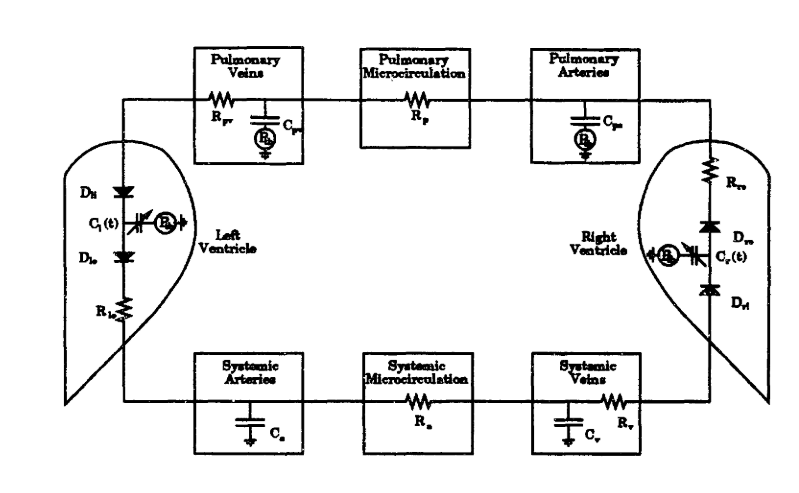 Pulmonary
Veins
Pulmonary
Microcirculation
Pulmonary
Arteries
R_pv
C_pv
R_p
C_pa
D_li
C_l(t)
D_lo
R_lo
Left
Ventricle
Right
Ventricle
R_ro
D_ro
C_r(t)
D_ri
Systemic
Arteries
Systemic
Microcirculation
Systemic
Veins
C_a
R_a
C_v
R_v